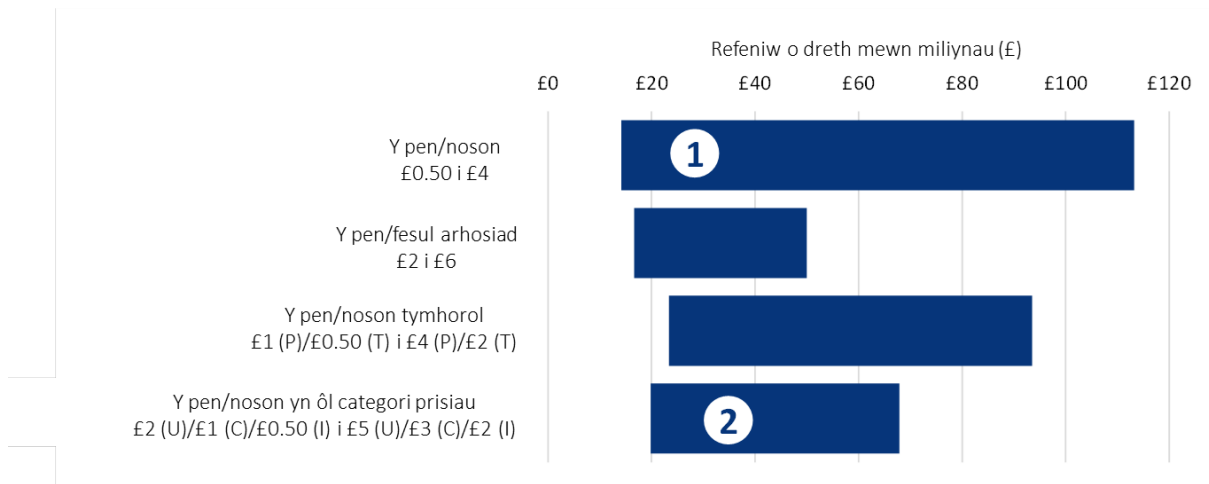 Refeniw o dreth mewn miliynau (£)
£0 £20 £40 £60 £80 £100 £120
Y pen/noson
£0.50 i £4
1
Y pen/fesul arhosiad
£2 i £6
Y pen/noson tymhorol
£1 (P)/£0.50 (T) i £4 (P)/£2 (T)
Y pen/noson yn ôl categori prisiau
£2 (U)/£1 (C)/£0.50 (I) i £5 (U)/£3 (C)/£2 (I)
2